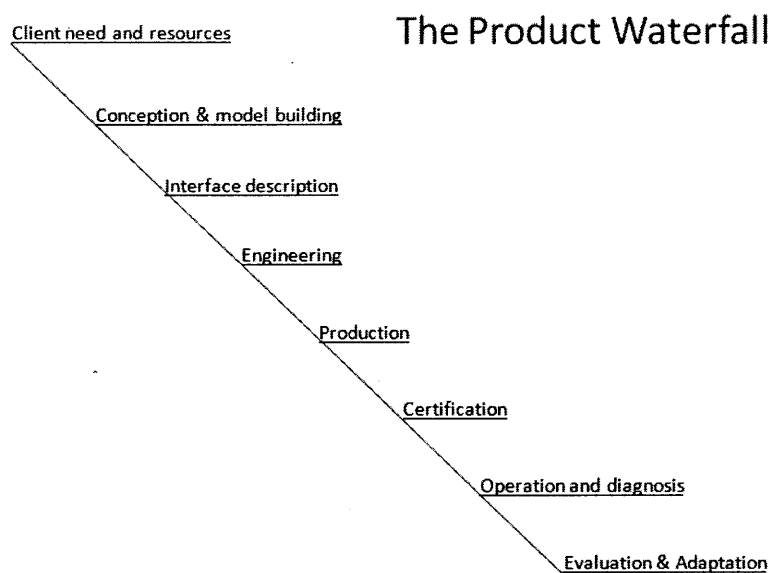 The Product Waterfall
Client need and resources
Conception & model building
Interface description
Engineering
Production
Certification
Operation and diagnosis
Evaluation & Adaptation